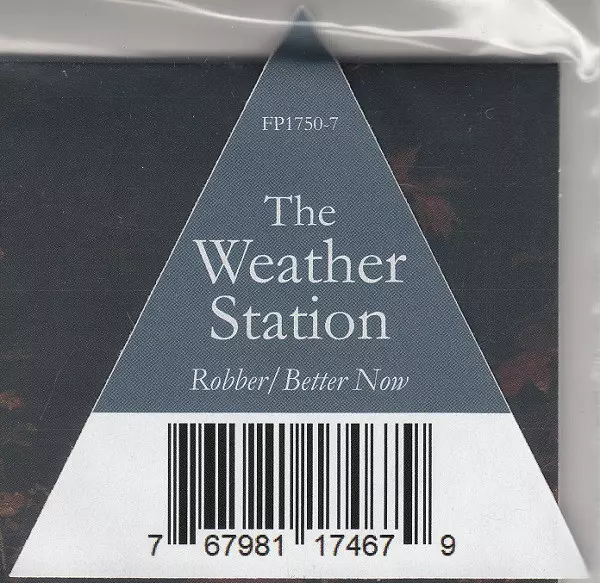 FP1750-7
The
Weather
Station
Robber/Better Now
7 67981 17467 9